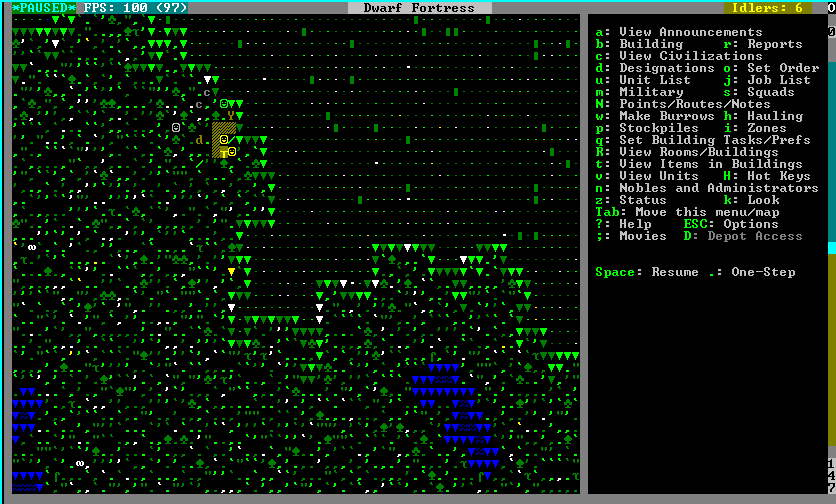 *PAUSED* FPS: 100 (97) Dwarf Fortress Idlers: 6 0
a: View Announcements 0
b: Building r: Reports
c: View Civilizations
d: Designations o: Set Order
u: Unit List j: Job List
m: Military s: Squads
N: Points/Routes/Notes
w: Make Burrows h: Hauling
p: Stockpiles i: Zones
q: Set Building Tasks/Prefs
R: View Rooms/Buildings
t: View Items in Buildings
v: View Units H: Hot Keys
n: Nobles and Administrators
z: Status k: Look
Tab: Move this menu/map
?: Help ESC: Options
;: Movies D: Depot Access
Space: Resume .: One-Step
147